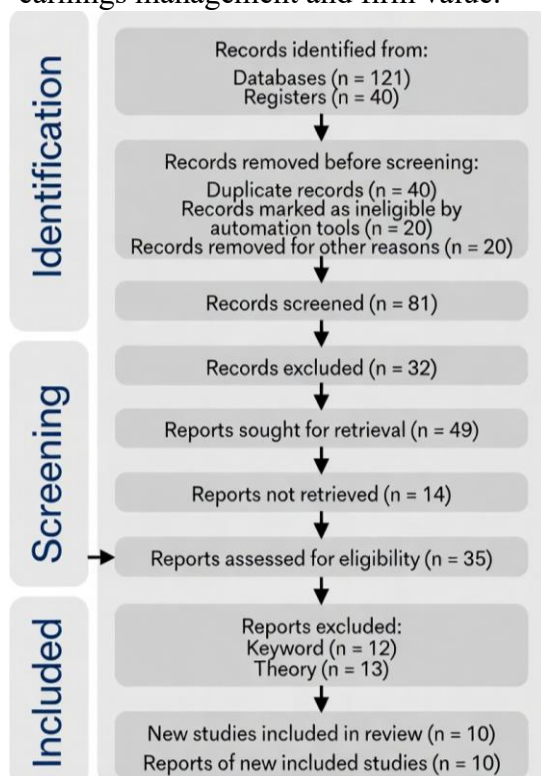 earnings management and firm value.
Identification
Records identified from:
Databases (n = 121)
Registers (n = 40)
Records removed before screening:
Duplicate records (n = 40)
Records marked as ineligible by
automation tools (n = 20)
Records removed for other reasons (n = 20)
Records screened (n = 81)
Records excluded (n = 32)
Screening
Reports sought for retrieval (n = 49)
Reports not retrieved (n = 14)
Reports assessed for eligibility (n = 35)
Included
Reports excluded:
Keyword (n = 12)
Theory (n = 13)
New studies included in review (n = 10)
Reports of new included studies (n = 10)